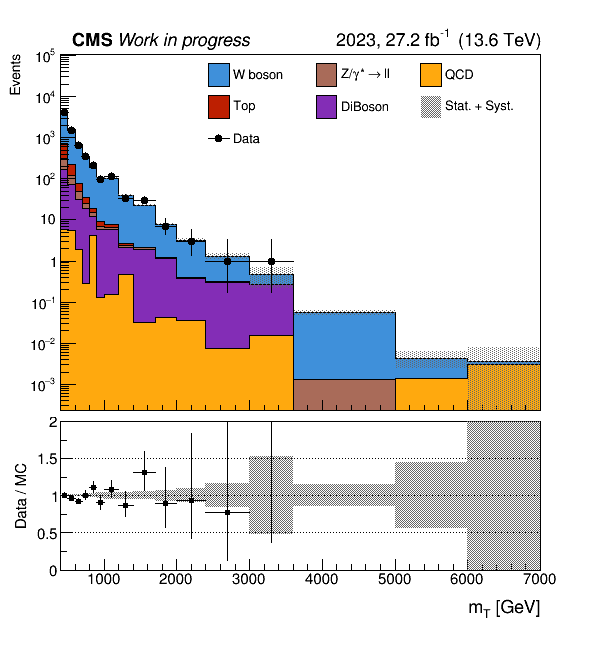 CMS Work in progress 2023, 27.2 fb⁻¹ (13.6 TeV)
Events
10⁵
10⁴
10³
10²
10
1
10⁻¹
10⁻²
10⁻³
W boson Z/γ* → ll QCD
Top DiBoson Stat. + Syst.
Data
Data / MC
2
1.5
1
0.5
0
1000 2000 3000 4000 5000 6000 7000
m_T [GeV]